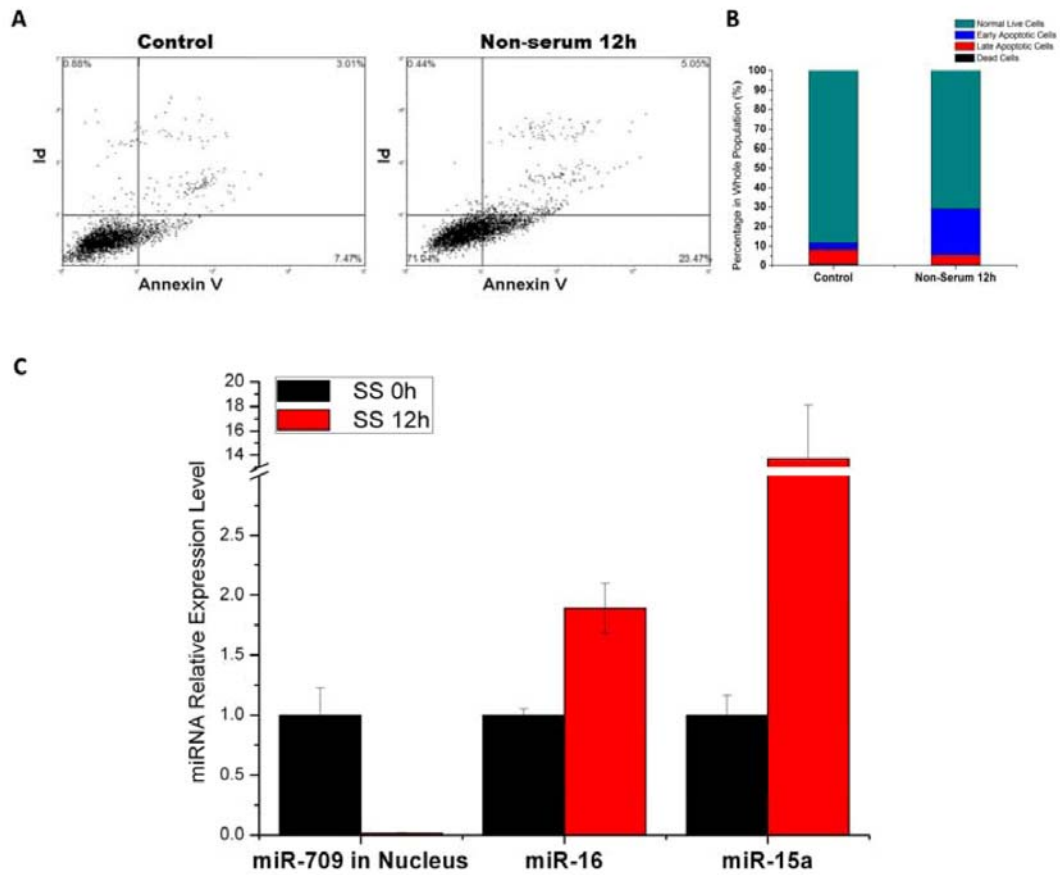 A
Control
0.88%
3.01%
PI
7.47%
Annexin V
Non-serum 12h
0.44%
5.05%
PI
71.04%
23.47%
Annexin V
B
Normal Live Cells
Early Apoptotic Cells
Late Apoptotic Cells
Dead Cells
Percentage in Whole Population (%)
100
90
80
70
60
50
40
30
20
10
0
Control
Non-Serum 12h
C
SS 0h
SS 12h
miRNA Relative Expression Level
20
18
16
14
2.5
2.0
1.5
1.0
0.5
0.0
miR-709 in Nucleus
miR-16
miR-15a